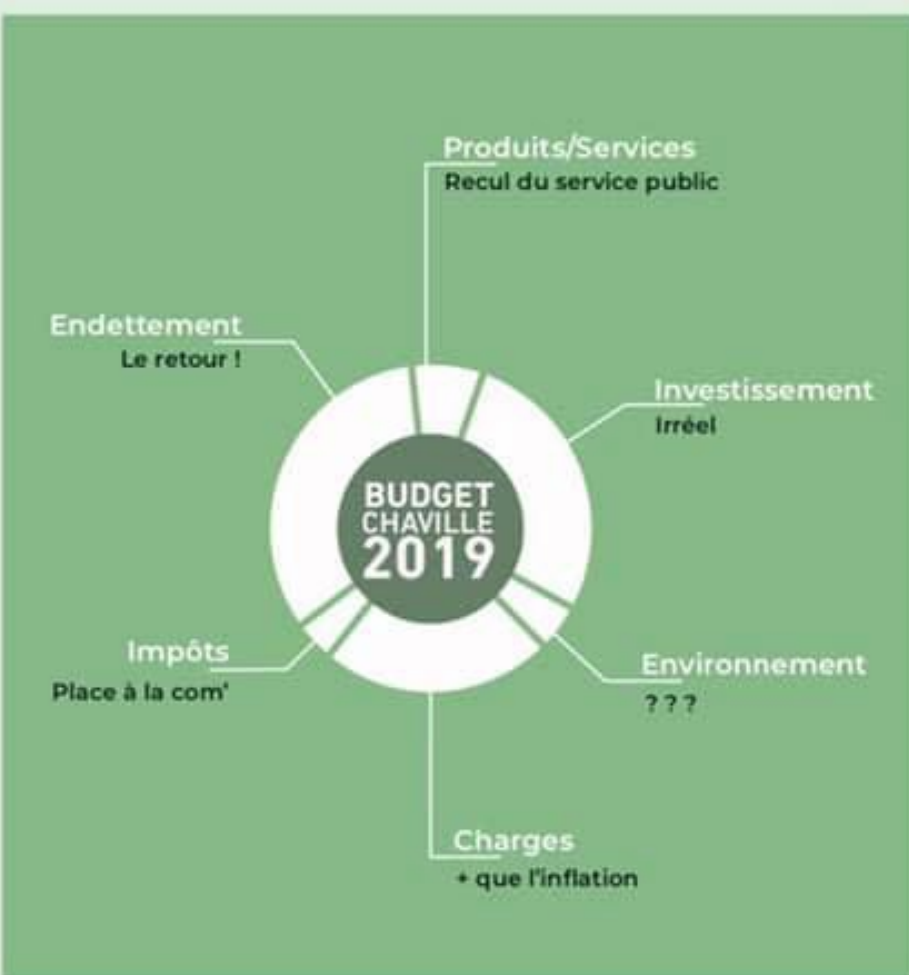 Produits/Services
Recul du service public
Endettement
Le retour !
Investissement
Irréel
BUDGET
CHAVILLE
2019
Impôts
Place à la com'
Environnement
? ? ?
Charges
+ que l'inflation